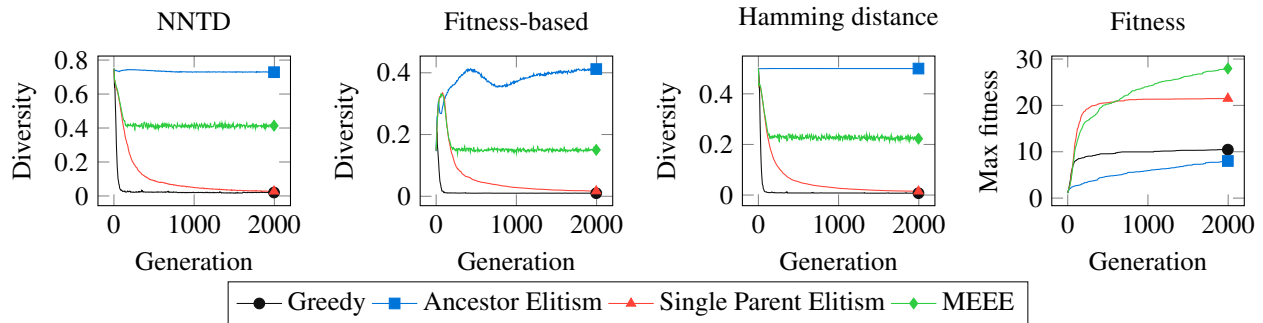 NNTD
0.8
0.6
0.4
0.2
0
Diversity
0
1000
2000
Generation
Fitness-based
0.4
0.2
0
Diversity
0
1000
2000
Generation
Hamming distance
0.4
0.2
0
Diversity
0
1000
2000
Generation
Fitness
30
20
10
0
Max fitness
0
1000
2000
Generation
Greedy Ancestor Elitism Single Parent Elitism MEEE